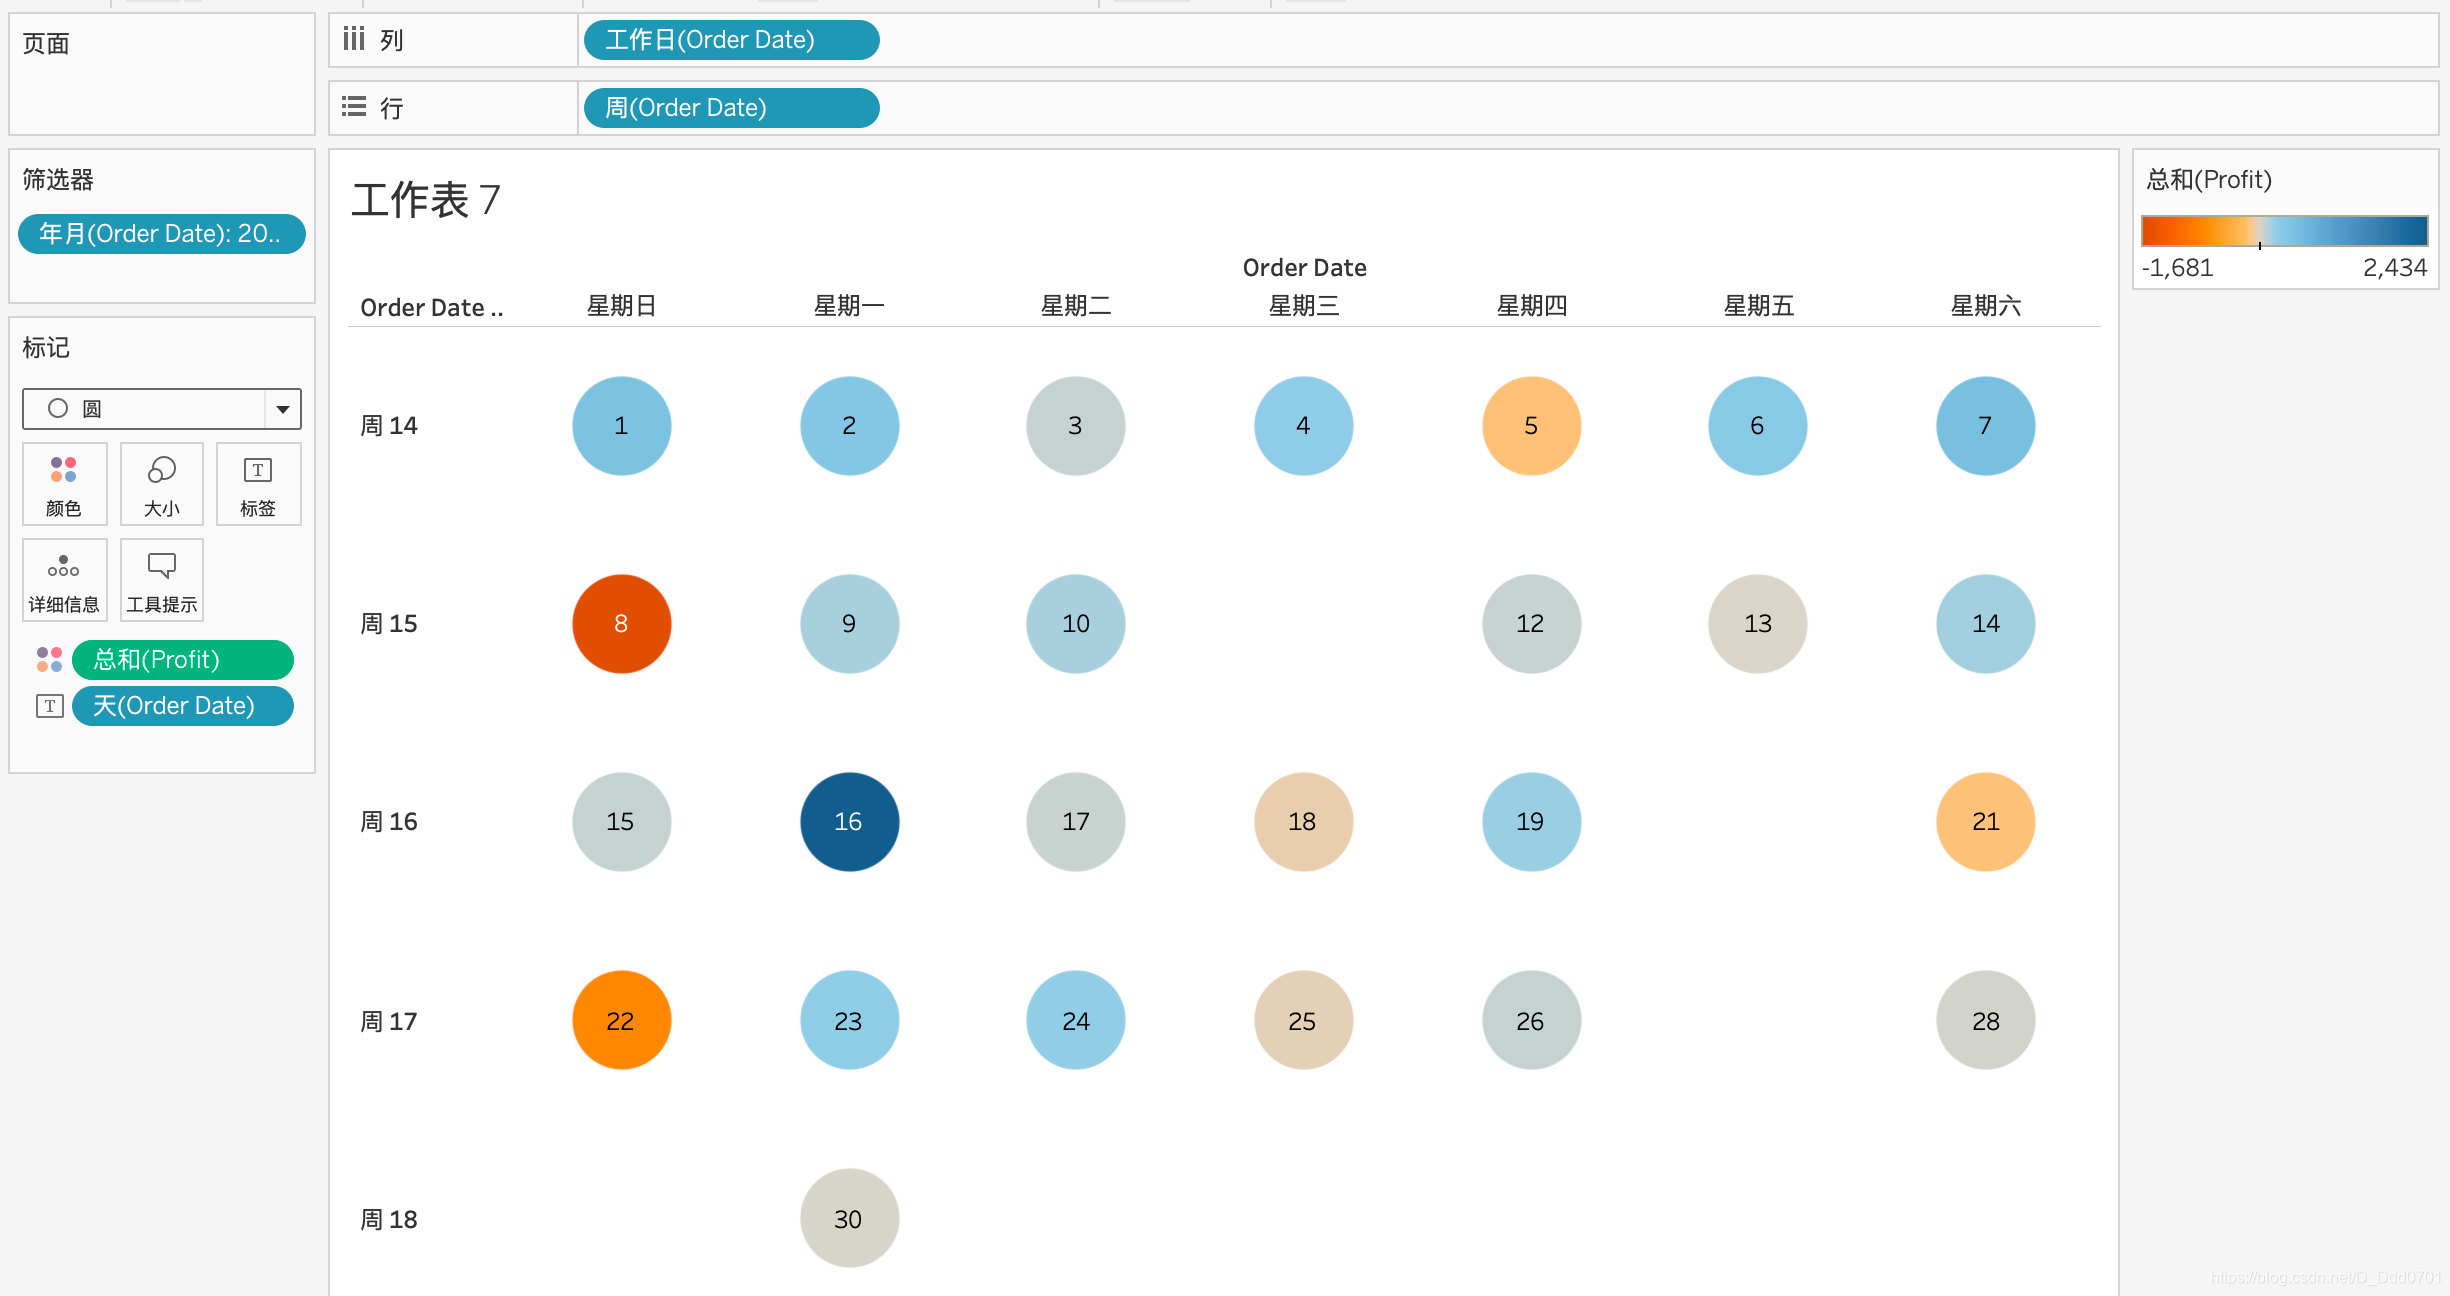 页面
列
工作日(Order Date)
行
周(Order Date)
筛选器
年月(Order Date): 20..
标记
圆
颜色
大小
标签
详细信息
工具提示
总和(Profit)
天(Order Date)
工作表 7
Order Date
Order Date .. 星期日 星期一 星期二 星期三 星期四 星期五 星期六
周 14 1 2 3 4 5 6 7
周 15 8 9 10 12 13 14
周 16 15 16 17 18 19 21
周 17 22 23 24 25 26 28
周 18 30
总和(Profit)
-1,681 2,434
https://blog.csdn.net/D_Ddd0701